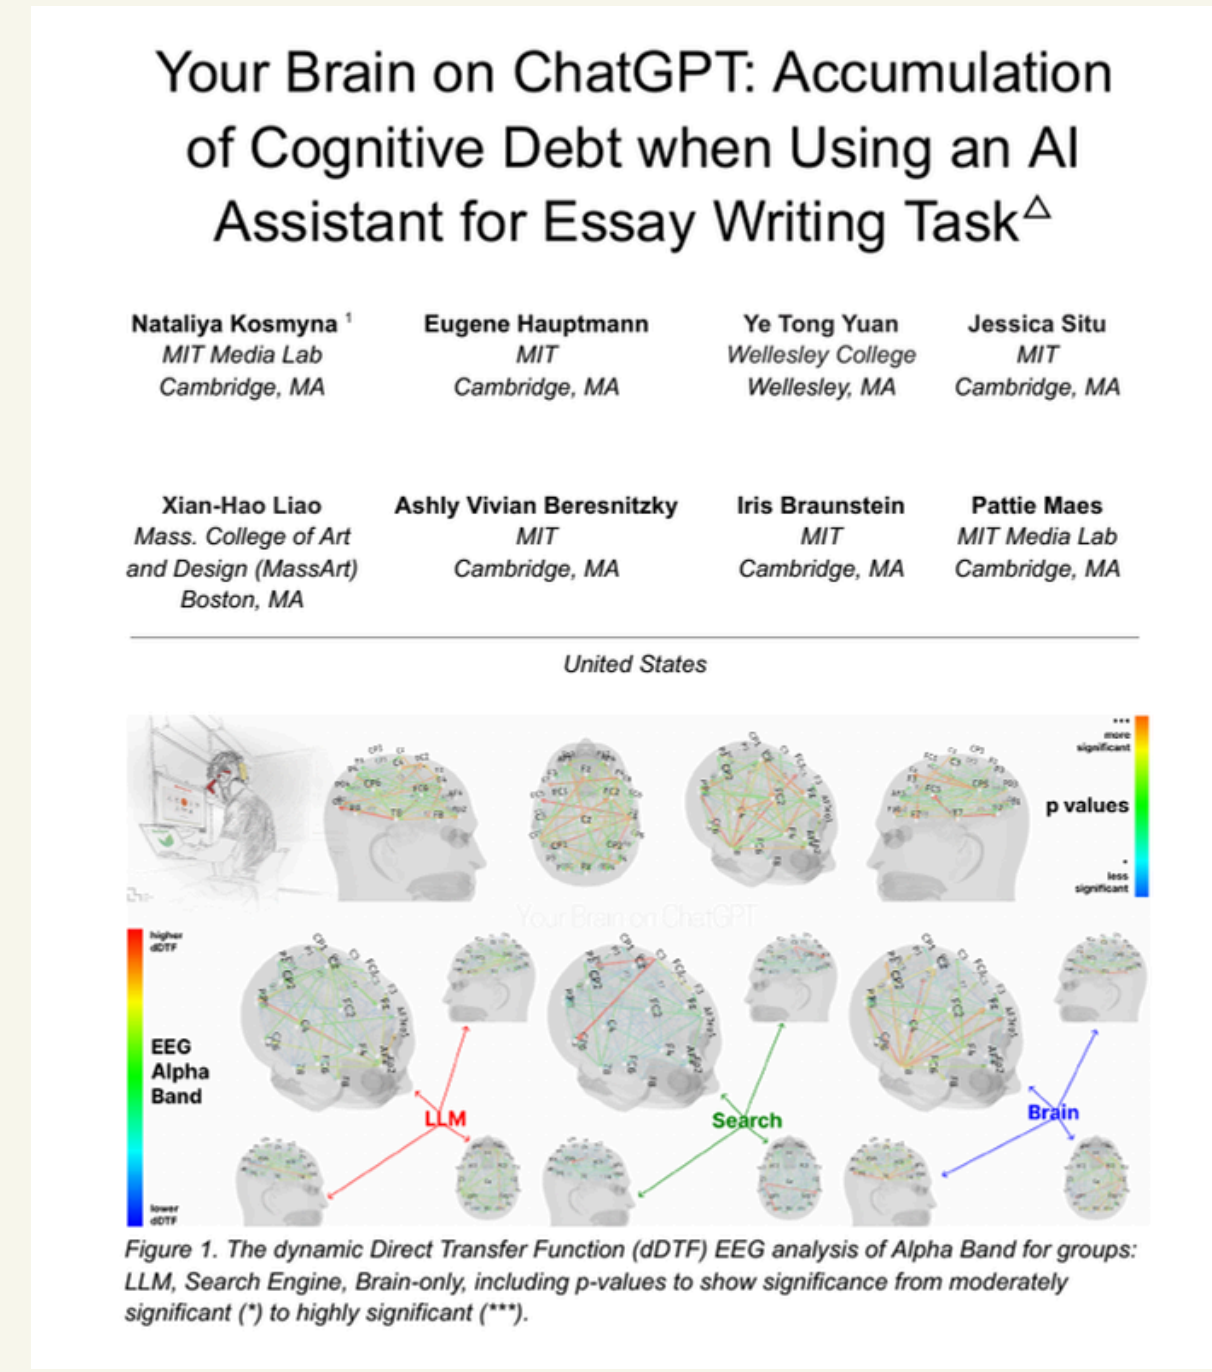 Your Brain on ChatGPT: Accumulation
of Cognitive Debt when Using an AI
Assistant for Essay Writing Task△
Nataliya Kosmyna 1
MIT Media Lab
Cambridge, MA
Eugene Hauptmann
MIT
Cambridge, MA
Ye Tong Yuan
Wellesley College
Wellesley, MA
Jessica Situ
MIT
Cambridge, MA
Xian-Hao Liao
Mass. College of Art
and Design (MassArt)
Boston, MA
Ashly Vivian Beresnitzky
MIT
Cambridge, MA
Iris Braunstein
MIT
Cambridge, MA
Pattie Maes
MIT Media Lab
Cambridge, MA
United States
***
more
significant
p values
*
less
significant
Your Brain on ChatGPT
higher
dDTF
EEG
Alpha
Band
lower
dDTF
LLM
Search
Brain
Figure 1. The dynamic Direct Transfer Function (dDTF) EEG analysis of Alpha Band for groups:
LLM, Search Engine, Brain-only, including p-values to show significance from moderately
significant (*) to highly significant (***).